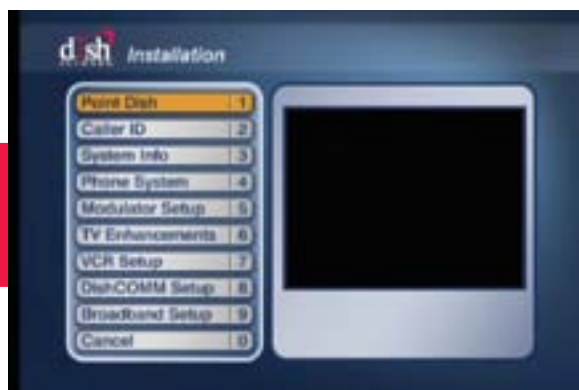 dish Installation
NETWORK
Point Dish 1
Caller ID 2
System Info 3
Phone System 4
Modulator Setup 5
TV Enhancements 6
VCR Setup 7
DishCOMM Setup 8
Broadband Setup 9
Cancel 0